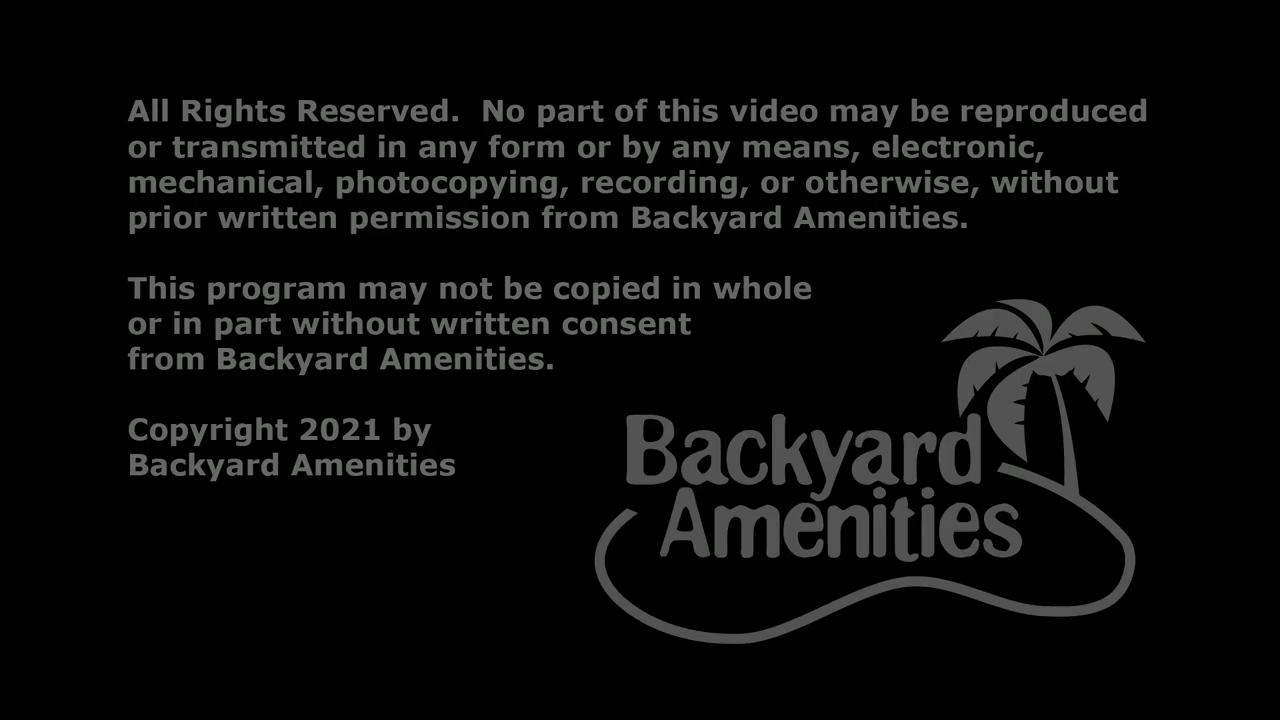 All Rights Reserved.  No part of this video may be reproduced
or transmitted in any form or by any means, electronic,
mechanical, photocopying, recording, or otherwise, without
prior written permission from Backyard Amenities.
This program may not be copied in whole
or in part without written consent
from Backyard Amenities.
Copyright 2021 by
Backyard Amenities
Backyard
Amenities